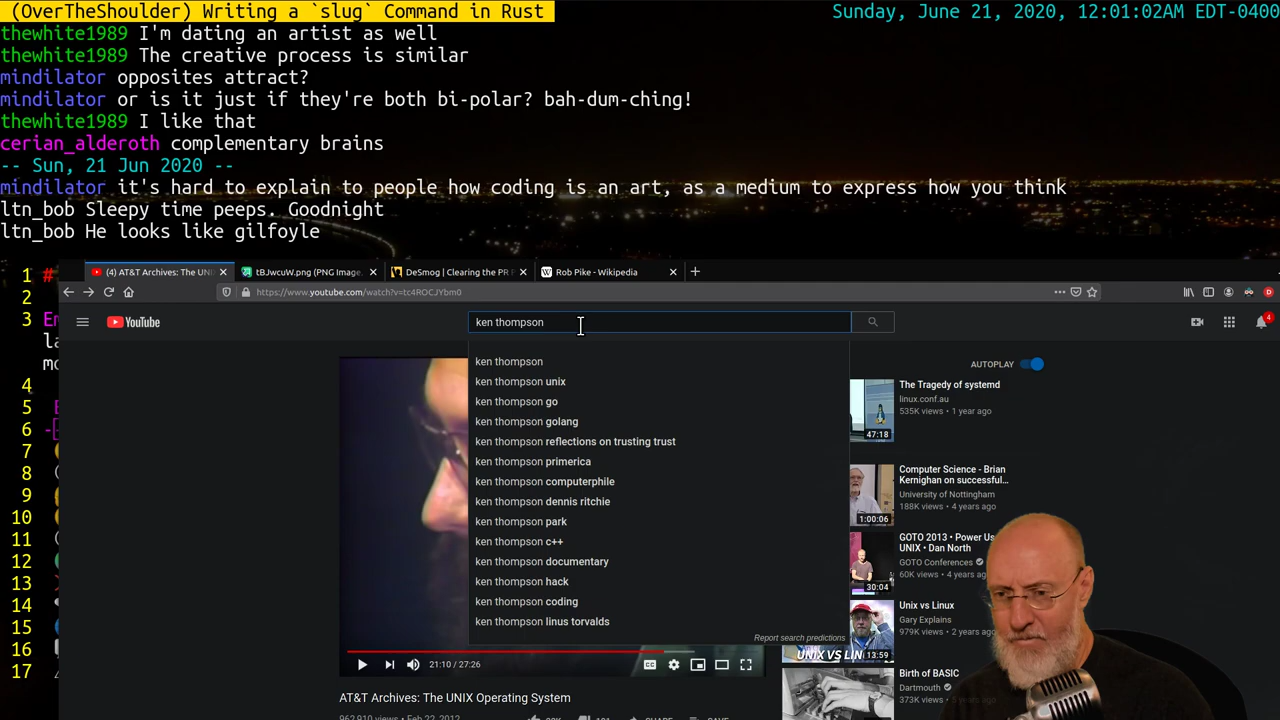 (OverTheShoulder) Writing a `slug` Command in Rust
Sunday, June 21, 2020, 12:01:02AM EDT-0400
thewhite1989 I'm dating an artist as well
thewhite1989 The creative process is similar
mindilator opposites attract?
mindilator or is it just if they're both bi-polar? bah-dum-ching!
thewhite1989 I like that
cerian_alderoth complementary brains
-- Sun, 21 Jun 2020 --
mindilator it's hard to explain to people how coding is an art, as a medium to express how you think
ltn_bob Sleepy time peeps. Goodnight
ltn_bob He looks like gilfoyle
1 #
2
3
4
5
6
7
8
9
10
11
12
13
14
15
16
17
(4) AT&T Archives: The UNI
tBJwcuW.png (PNG Image,
DeSmog | Clearing the PR P
Rob Pike - Wikipedia
https://www.youtube.com/watch?v=tc4ROCJYbm0
YouTube
ken thompson
4
ken thompson
ken thompson unix
ken thompson go
ken thompson golang
ken thompson reflections on trusting trust
ken thompson primerica
ken thompson computerphile
ken thompson dennis ritchie
ken thompson park
ken thompson c++
ken thompson documentary
ken thompson hack
ken thompson coding
ken thompson linus torvalds
Report search predictions
AUTOPLAY
The Tragedy of systemd
linux.conf.au
535K views • 1 year ago
47:18
Computer Science - Brian
Kernighan on successful...
University of Nottingham
188K views • 4 years ago
1:00:06
GOTO 2013 • Power Us
UNIX • Dan North
GOTO Conferences
60K views • 4 years ag
30:04
Unix vs Linux
Gary Explains
979K views • 2 years a
UNIX VS LIN
13:59
Birth of BASIC
Dartmouth
373K views
21:10 / 27:26
AT&T Archives: The UNIX Operating System
962,910 views • Feb 22, 2012
SHARE
SAVE